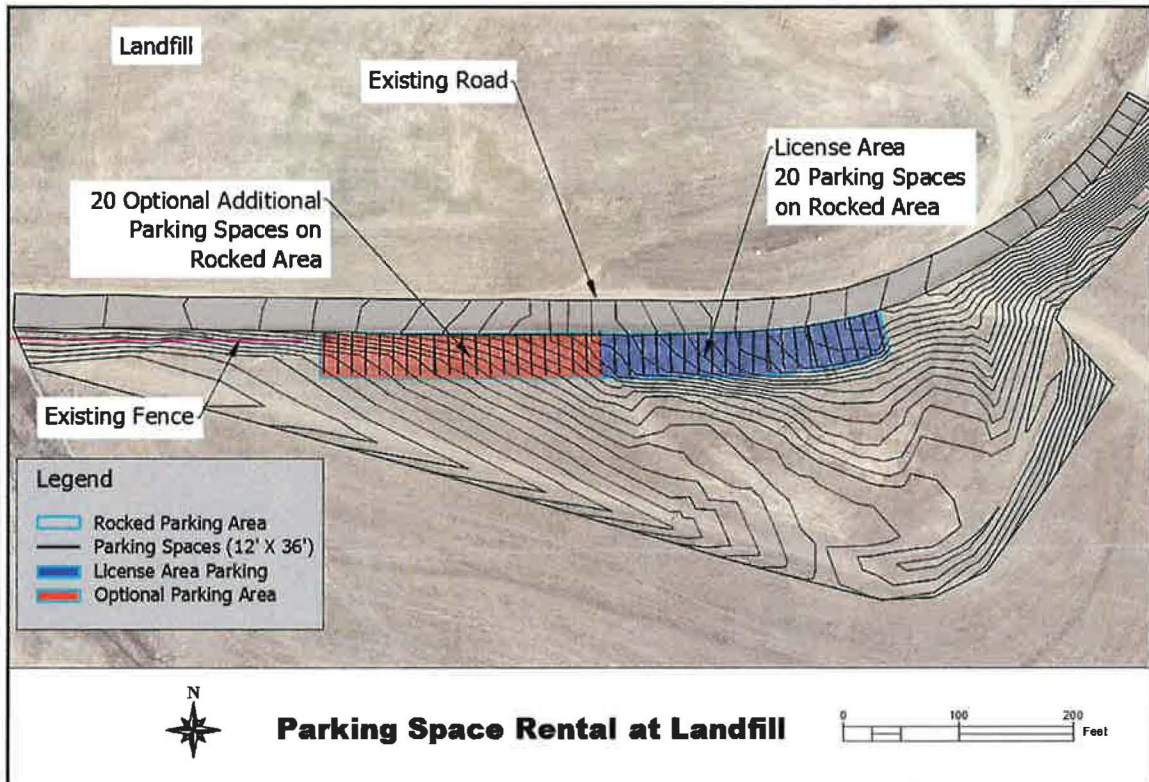 Landfill
Existing Road
License Area
20 Parking Spaces
on Rocked Area
20 Optional Additional
Parking Spaces on
Rocked Area
Existing Fence
Legend
Rocked Parking Area
Parking Spaces (12' X 36')
License Area Parking
Optional Parking Area
N
Parking Space Rental at Landfill
0 100 200
Feet